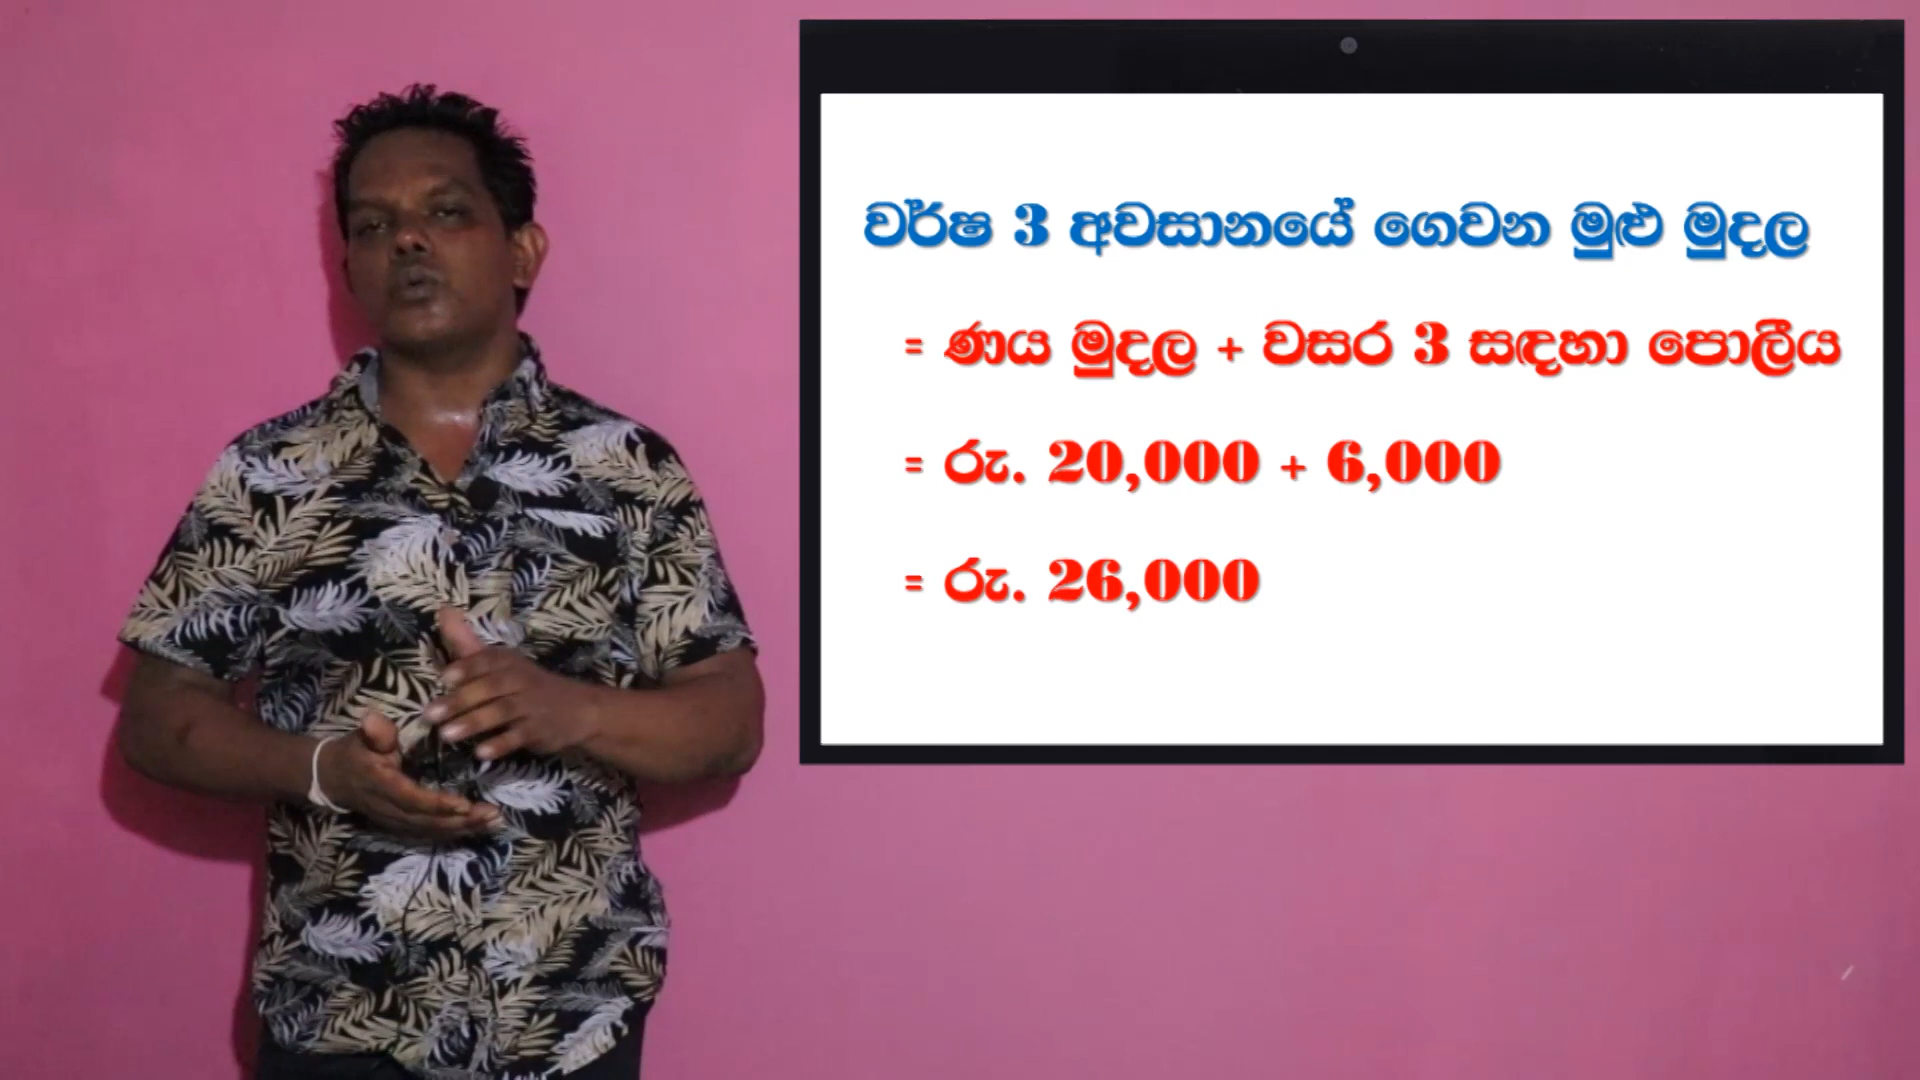 වර්ෂ 3 අවසානයේ ගෙවන මුළු මුදල
= ණය මුදල + වසර 3 සඳහා පොලීය
= රු. 20,000 + 6,000
= රු. 26,000